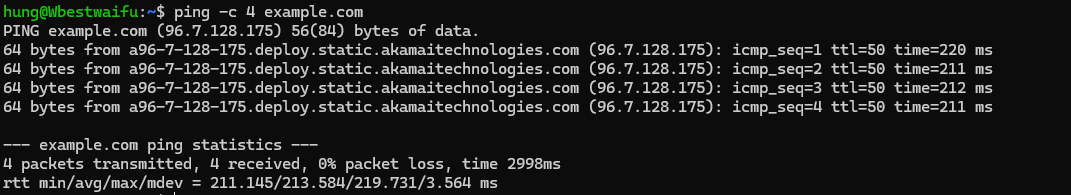 hung@Wbestwaifu:~$ ping -c 4 example.com
PING example.com (96.7.128.175) 56(84) bytes of data.
64 bytes from a96-7-128-175.deploy.static.akamaitechnologies.com (96.7.128.175): icmp_seq=1 ttl=50 time=220 ms
64 bytes from a96-7-128-175.deploy.static.akamaitechnologies.com (96.7.128.175): icmp_seq=2 ttl=50 time=211 ms
64 bytes from a96-7-128-175.deploy.static.akamaitechnologies.com (96.7.128.175): icmp_seq=3 ttl=50 time=212 ms
64 bytes from a96-7-128-175.deploy.static.akamaitechnologies.com (96.7.128.175): icmp_seq=4 ttl=50 time=211 ms

--- example.com ping statistics ---
4 packets transmitted, 4 received, 0% packet loss, time 2998ms
rtt min/avg/max/mdev = 211.145/213.584/219.731/3.564 ms